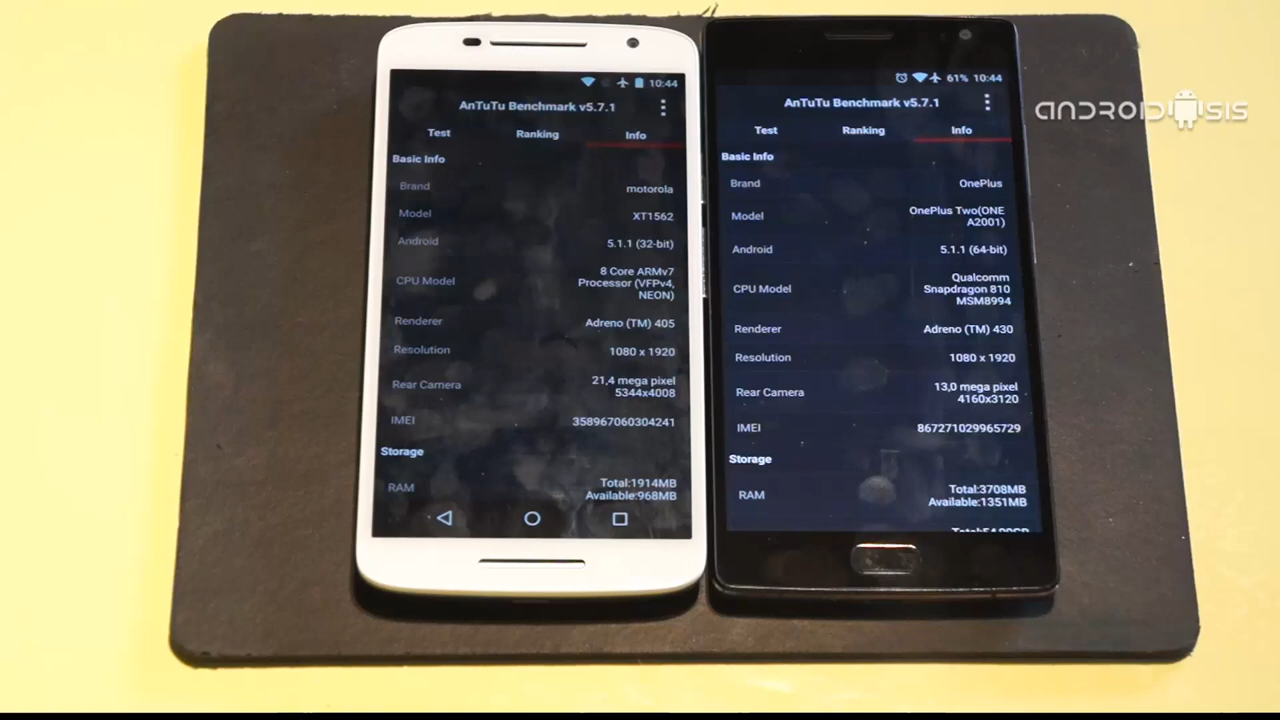 10:44
AnTuTu Benchmark v5.7.1
Test Ranking Info
Basic Info
Brand motorola
Model XT1562
Android 5.1.1 (32-bit)
CPU Model 8 Core ARMv7
Processor (VFPv4,
NEON)
Renderer Adreno (TM) 405
Resolution 1080 x 1920
Rear Camera 21,4 mega pixel
5344x4008
IMEI 358967060304241
Storage
RAM Total:1914MB
Available:968MB
61% 10:44
AnTuTu Benchmark v5.7.1
Test Ranking Info
Basic Info
Brand OnePlus
Model OnePlus Two(ONE
A2001)
Android 5.1.1 (64-bit)
CPU Model Qualcomm
Snapdragon 810
MSM8994
Renderer Adreno (TM) 430
Resolution 1080 x 1920
Rear Camera 13,0 mega pixel
4160x3120
IMEI 867271029965729
Storage
RAM Total:3708MB
Available:1351MB
ANDROIDSIS